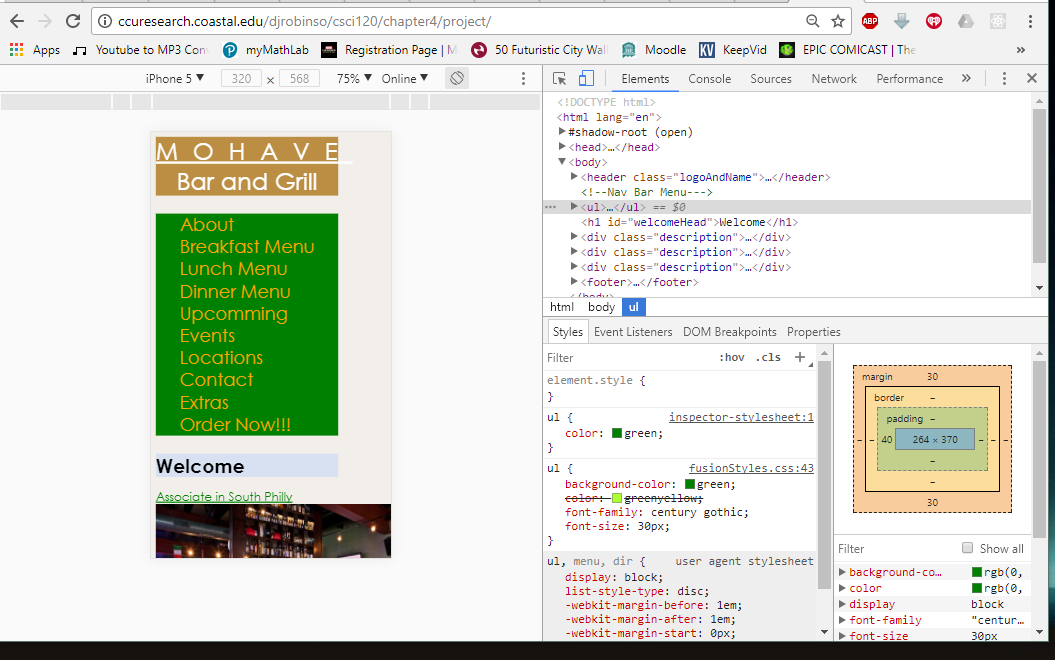 ccuresearch.coastal.edu/djrobinso/csci120/chapter4/project/
ABP
Apps Youtube to MP3 Con myMathLab Registration Page | M 50 Futuristic City Wall Moodle KV KeepVid EPIC COMICAST | The »
iPhone 5 ▼ 320 × 568 75% ▼ Online ▼
Elements Console Sources Network Performance »
M O H A V E
Bar and Grill
About
Breakfast Menu
Lunch Menu
Dinner Menu
Upcomming
Events
Locations
Contact
Extras
Order Now!!!
Welcome
Associate in South Philly
<!DOCTYPE html>
<html lang="en">
▶#shadow-root (open)
▶<head>…</head>
▼<body>
▶<header class="logoAndName">…</header>
<!--Nav Bar Menu--->
••• ▶<ul>…</ul> == $0
<h1 id="welcomeHead">Welcome</h1>
▶<div class="description">…</div>
▶<div class="description">…</div>
▶<div class="description">…</div>
▶<footer>…</footer>
</body>
html body ul
Styles Event Listeners DOM Breakpoints Properties
Filter :hov .cls +
element.style {
}
ul { inspector-stylesheet:1
color: green;
}
ul { fusionStyles.css:43
background-color: green;
color: greenyellow;
font-family: century gothic;
font-size: 30px;
}
ul, menu, dir { user agent stylesheet
display: block;
list-style-type: disc;
-webkit-margin-before: 1em;
-webkit-margin-after: 1em;
-webkit-margin-start: 0px;
margin 30
border –
padding –
– – 40 264 × 370 – – –
–
–
30
Filter Show all
▶background-co… rgb(0,
▶color rgb(0,
▶display block
▶font-family "centur…
▶font-size 30px